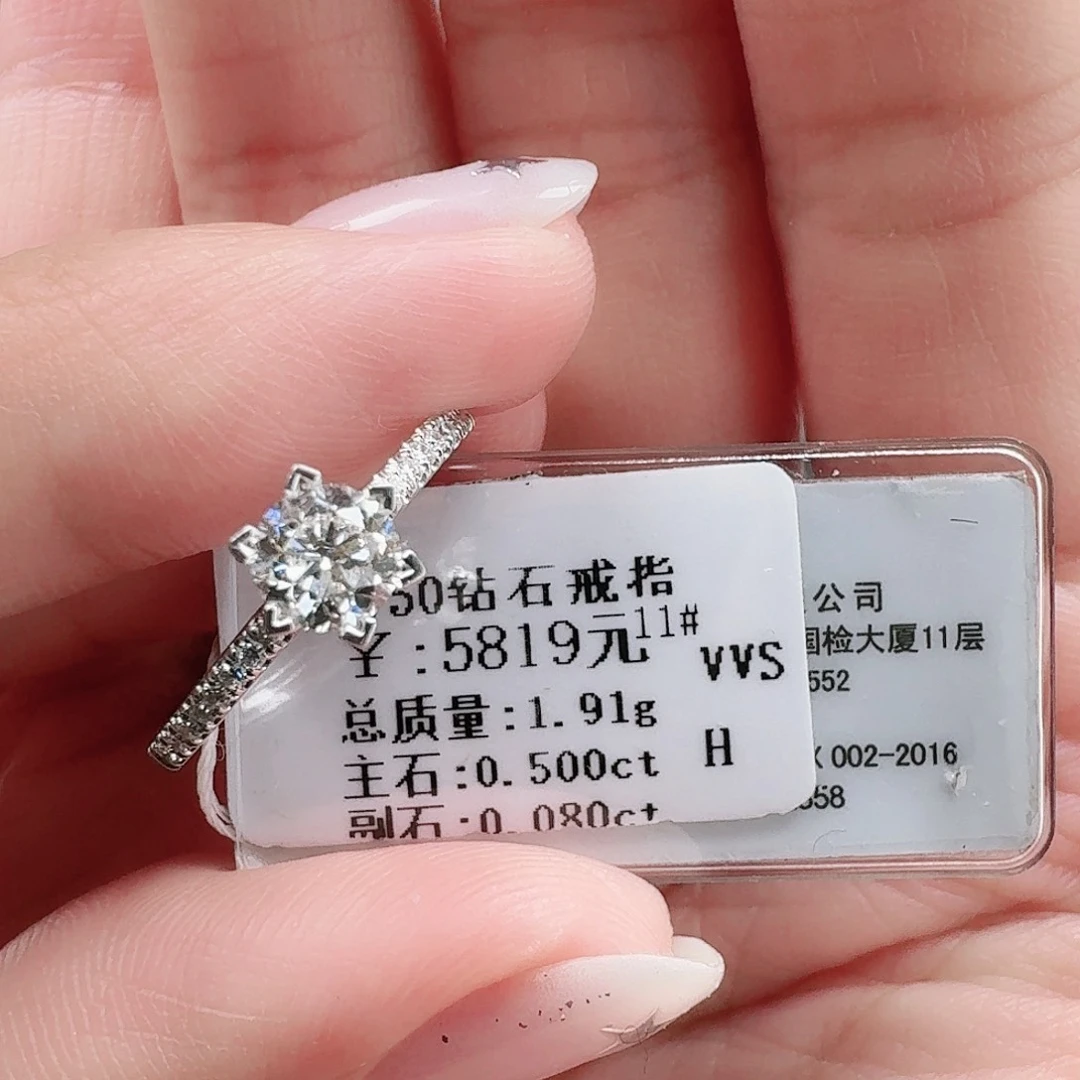 50钻石戒指
¥:5819元11#
VVS
总质量:1.91g
H
主石:0.500ct
副石:0.080ct
公司
国检大厦11层
552
002-2016
558